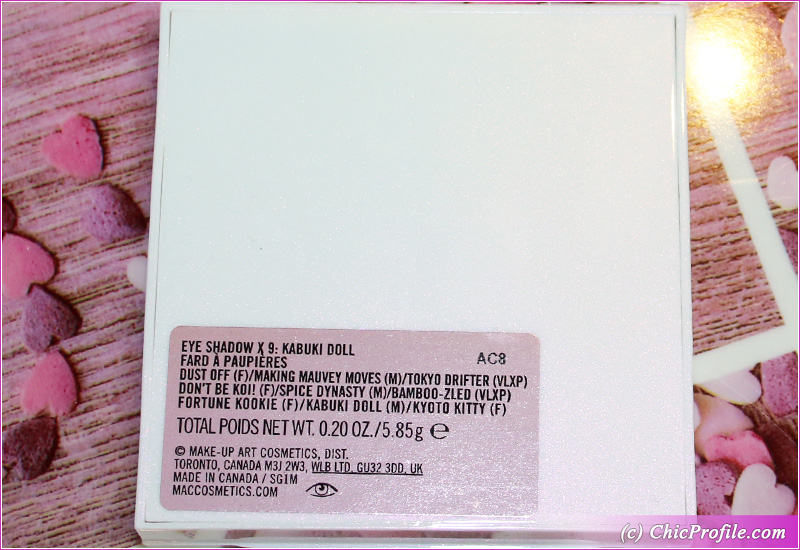 EYE SHADOW X 9: KABUKI DOLL
FARD À PAUPIÈRES
AC8
DUST OFF (F)/MAKING MAUVEY MOVES (M)/TOKYO DRIFTER (VLXP)
DON'T BE KOI! (F)/SPICE DYNASTY (M)/BAMBOO-ZLED (VLXP)
FORTUNE KOOKIE (F)/KABUKI DOLL (M)/KYOTO KITTY (F)
TOTAL POIDS NET WT. 0.20 OZ./5.85g ℮
© MAKE-UP ART COSMETICS, DIST.
TORONTO, CANADA M3J 2W3, WLB LTD, GU32 3DD, UK
MADE IN CANADA / SG1M
MACCOSMETICS.COM
(c) ChicProfile.com